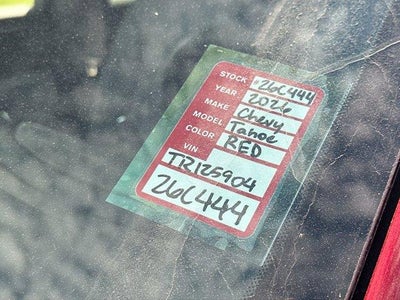 STOCK 26C444
YEAR 2026
MAKE Chevy
MODEL Tahoe
COLOR RED
VIN
TR125904
26C444